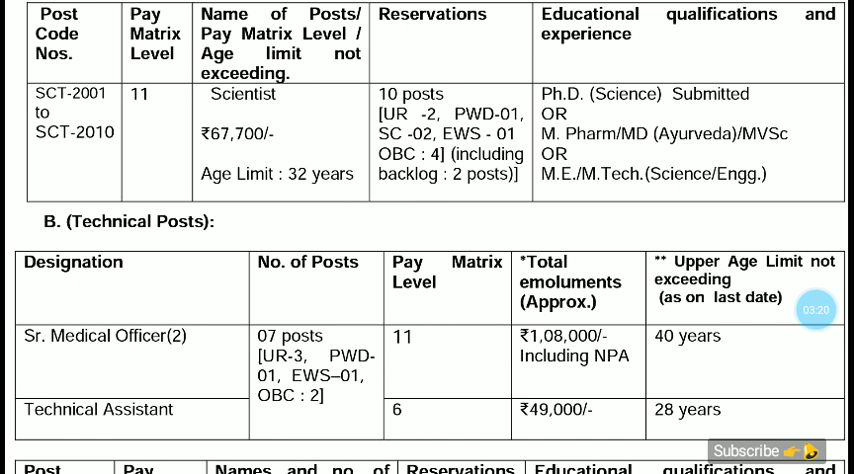 Post Pay Name of Posts/ Reservations Educational qualifications and
Code Matrix Pay Matrix Level / experience
Nos. Level Age limit not
exceeding.
SCT-2001 11 Scientist 10 posts Ph.D. (Science) Submitted
to [UR -2, PWD-01, OR
SCT-2010 ₹67,700/- SC -02, EWS - 01 M. Pharm/MD (Ayurveda)/MVSc
OBC : 4] (including OR
Age Limit : 32 years backlog : 2 posts)] M.E./M.Tech.(Science/Engg.)
B. (Technical Posts):
Designation No. of Posts Pay Matrix *Total ** Upper Age Limit not
Level emoluments exceeding
(Approx.) (as on last date)
03:20
Sr. Medical Officer(2) 07 posts 11 ₹1,08,000/- 40 years
[UR-3, PWD- Including NPA
01, EWS–01,
OBC : 2]
Technical Assistant 6 ₹49,000/- 28 years
Subscribe
Post Pay Names and no. of Reservations Educational qualifications and